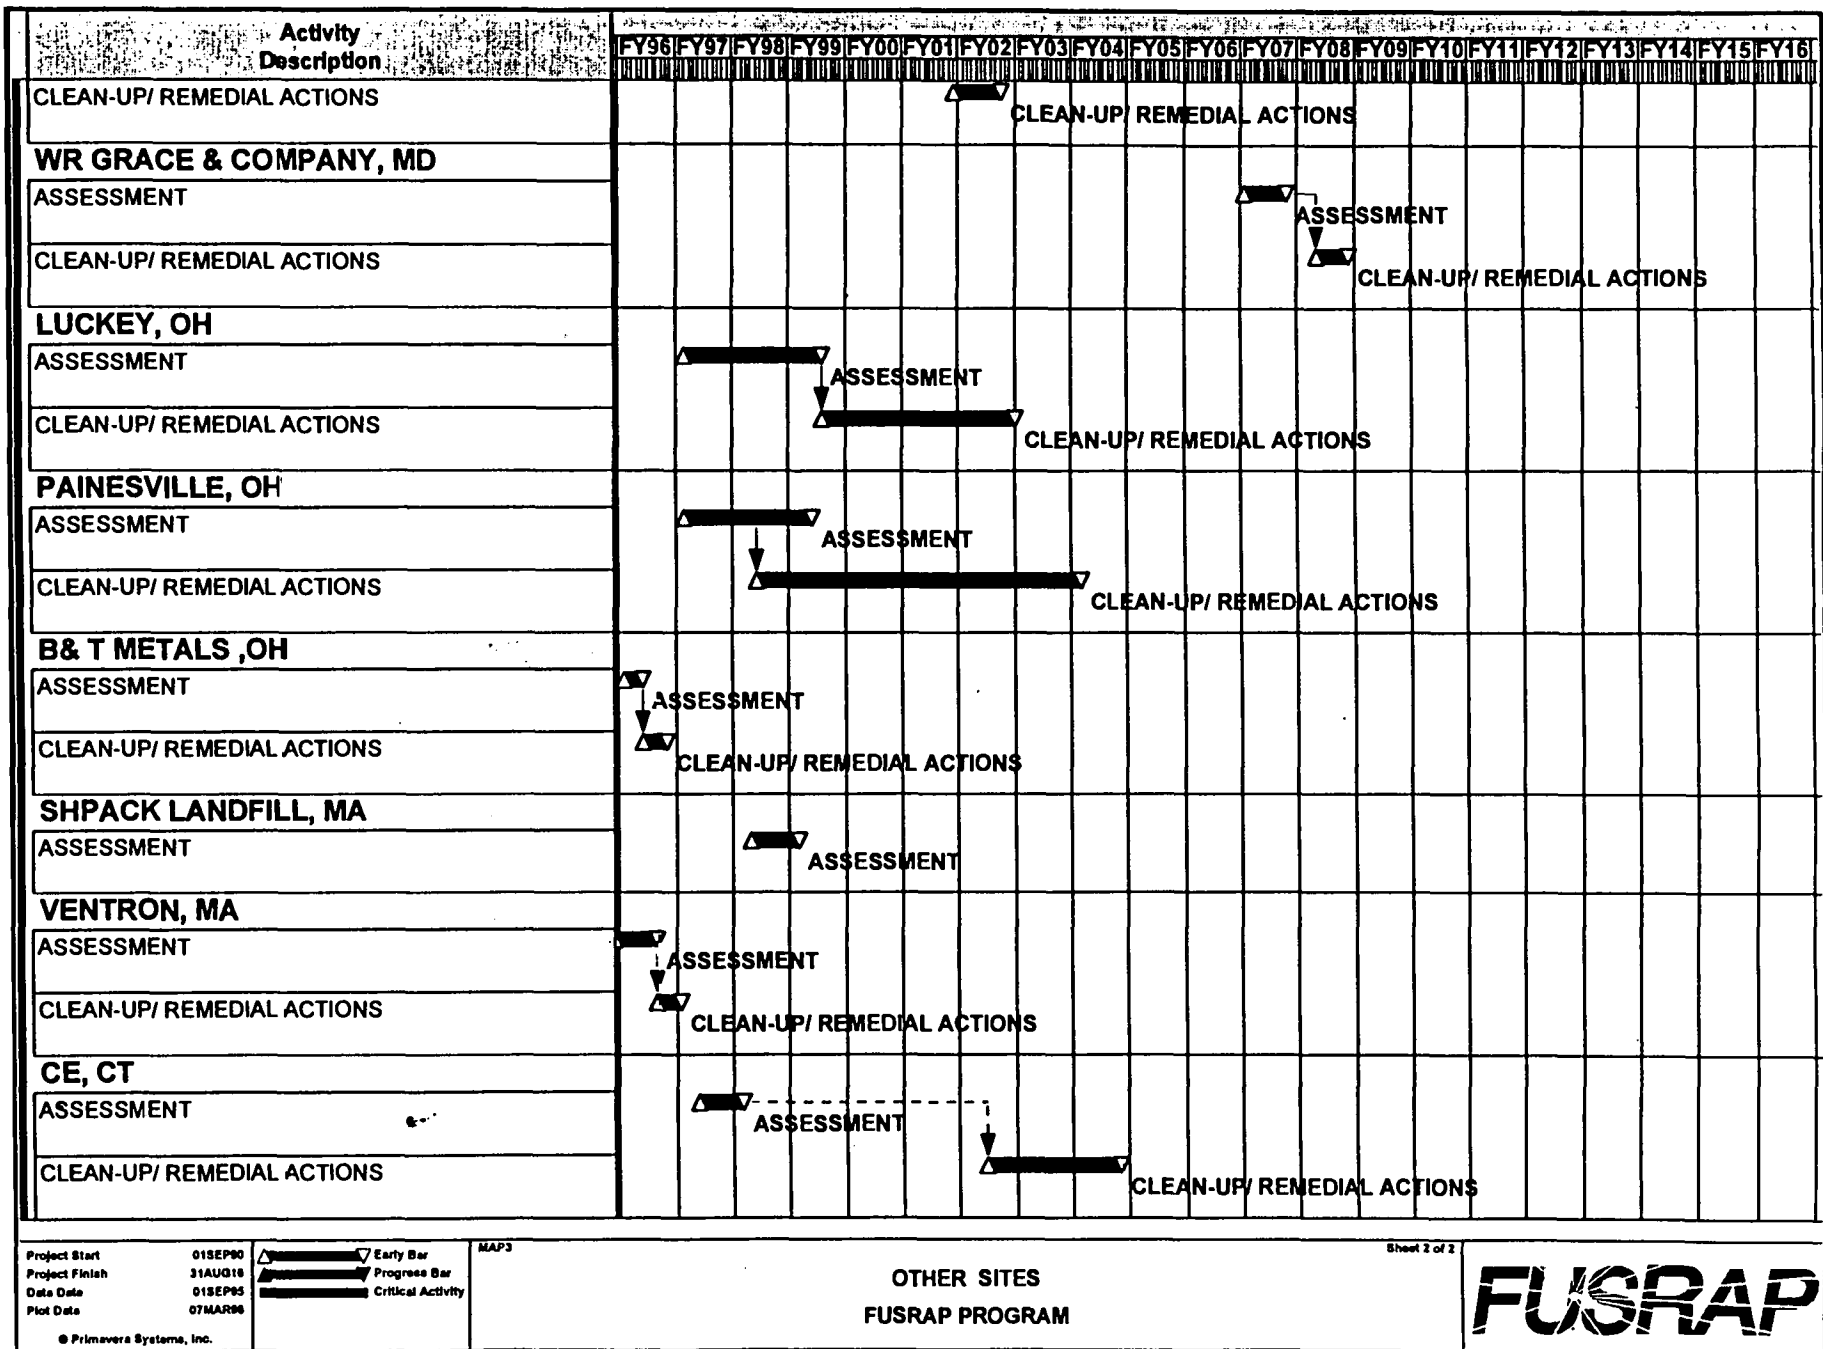 Activity
Description
FY96 FY97 FY98 FY99 FY00 FY01 FY02 FY03 FY04 FY05 FY06 FY07 FY08 FY09 FY10 FY11 FY12 FY13 FY14 FY15 FY16
CLEAN-UP/ REMEDIAL ACTIONS
CLEAN-UP/ REMEDIAL ACTIONS
WR GRACE & COMPANY, MD
ASSESSMENT
ASSESSMENT
CLEAN-UP/ REMEDIAL ACTIONS
CLEAN-UP/ REMEDIAL ACTIONS
LUCKEY, OH
ASSESSMENT
ASSESSMENT
CLEAN-UP/ REMEDIAL ACTIONS
CLEAN-UP/ REMEDIAL ACTIONS
PAINESVILLE, OH
ASSESSMENT
ASSESSMENT
CLEAN-UP/ REMEDIAL ACTIONS
CLEAN-UP/ REMEDIAL ACTIONS
B& T METALS ,OH
ASSESSMENT
ASSESSMENT
CLEAN-UP/ REMEDIAL ACTIONS
CLEAN-UP/ REMEDIAL ACTIONS
SHPACK LANDFILL, MA
ASSESSMENT
ASSESSMENT
VENTRON, MA
ASSESSMENT
ASSESSMENT
CLEAN-UP/ REMEDIAL ACTIONS
CLEAN-UP/ REMEDIAL ACTIONS
CE, CT
ASSESSMENT
ASSESSMENT
CLEAN-UP/ REMEDIAL ACTIONS
CLEAN-UP/ REMEDIAL ACTIONS
Project Start 01SEP90
Project Finish 31AUG16
Data Date 01SEP95
Plot Date 07MAR96
© Primavera Systems, Inc.
Early Bar
Progress Bar
Critical Activity
MAP3
Sheet 2 of 2
OTHER SITES
FUSRAP PROGRAM
FUSRAP